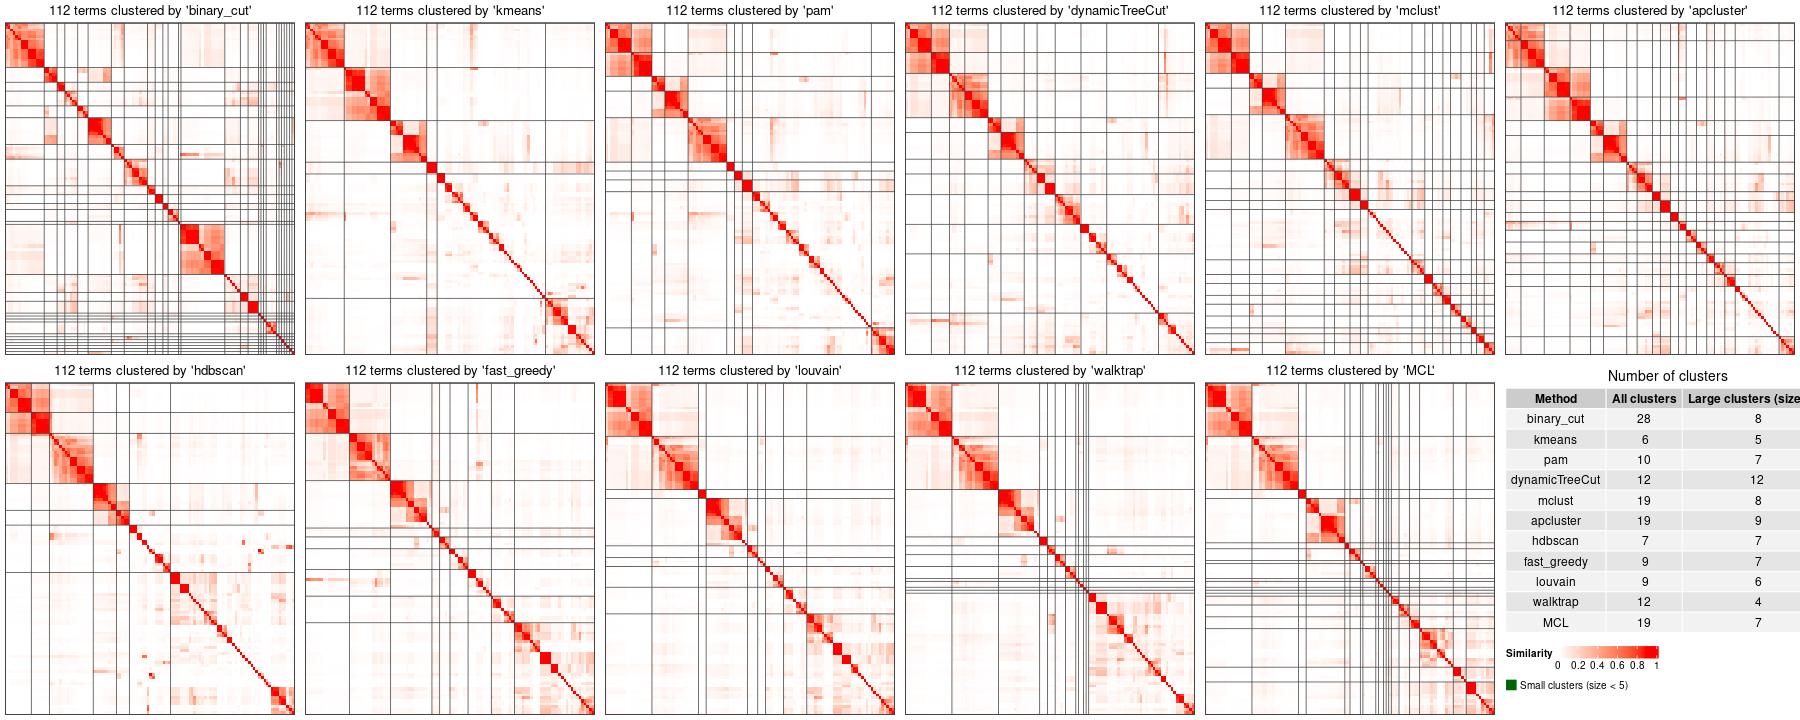 112 terms clustered by 'binary_cut'
112 terms clustered by 'kmeans'
112 terms clustered by 'pam'
112 terms clustered by 'dynamicTreeCut'
112 terms clustered by 'mclust'
112 terms clustered by 'apcluster'
112 terms clustered by 'hdbscan'
112 terms clustered by 'fast_greedy'
112 terms clustered by 'louvain'
112 terms clustered by 'walktrap'
112 terms clustered by 'MCL'
Number of clusters
Method All clusters Large clusters (size
binary_cut 28 8
kmeans 6 5
pam 10 7
dynamicTreeCut 12 12
mclust 19 8
apcluster 19 9
hdbscan 7 7
fast_greedy 9 7
louvain 9 6
walktrap 12 4
MCL 19 7
Similarity
0 0.2 0.4 0.6 0.8 1
Small clusters (size < 5)